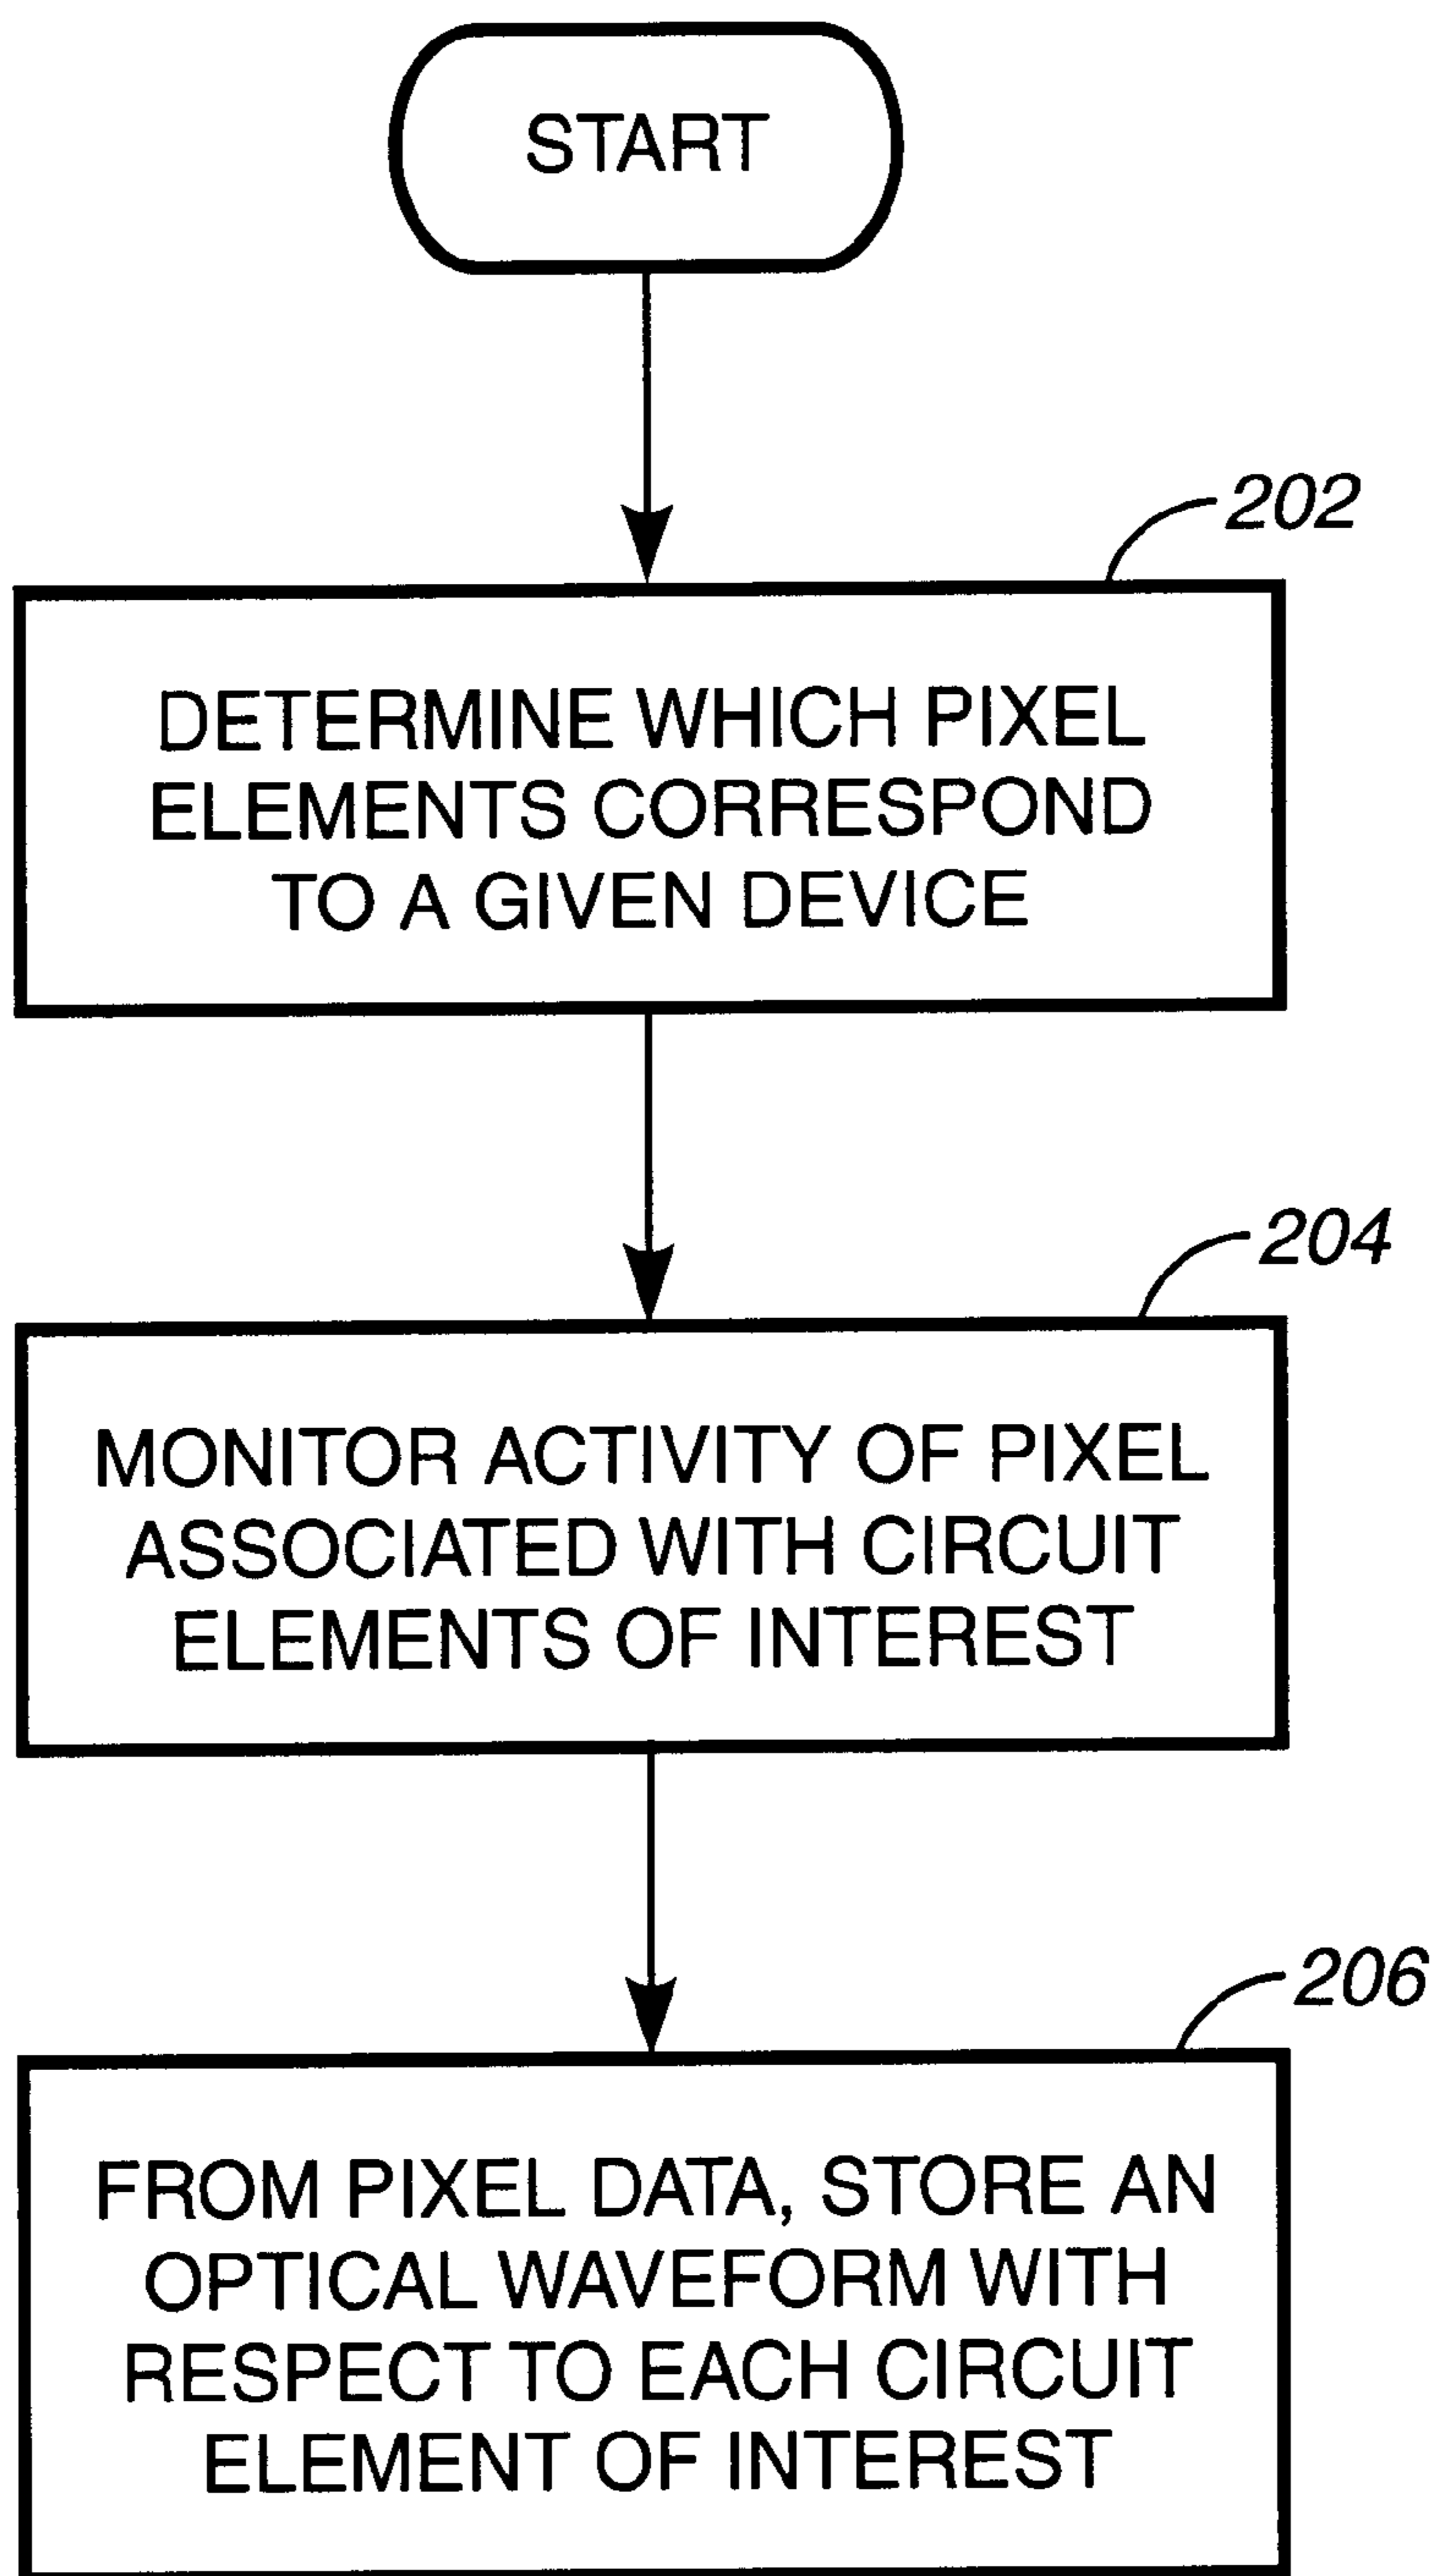 START
202
DETERMINE WHICH PIXEL
ELEMENTS CORRESPOND
TO A GIVEN DEVICE
204
MONITOR ACTIVITY OF PIXEL
ASSOCIATED WITH CIRCUIT
ELEMENTS OF INTEREST
206
FROM PIXEL DATA, STORE AN
OPTICAL WAVEFORM WITH
RESPECT TO EACH CIRCUIT
ELEMENT OF INTEREST